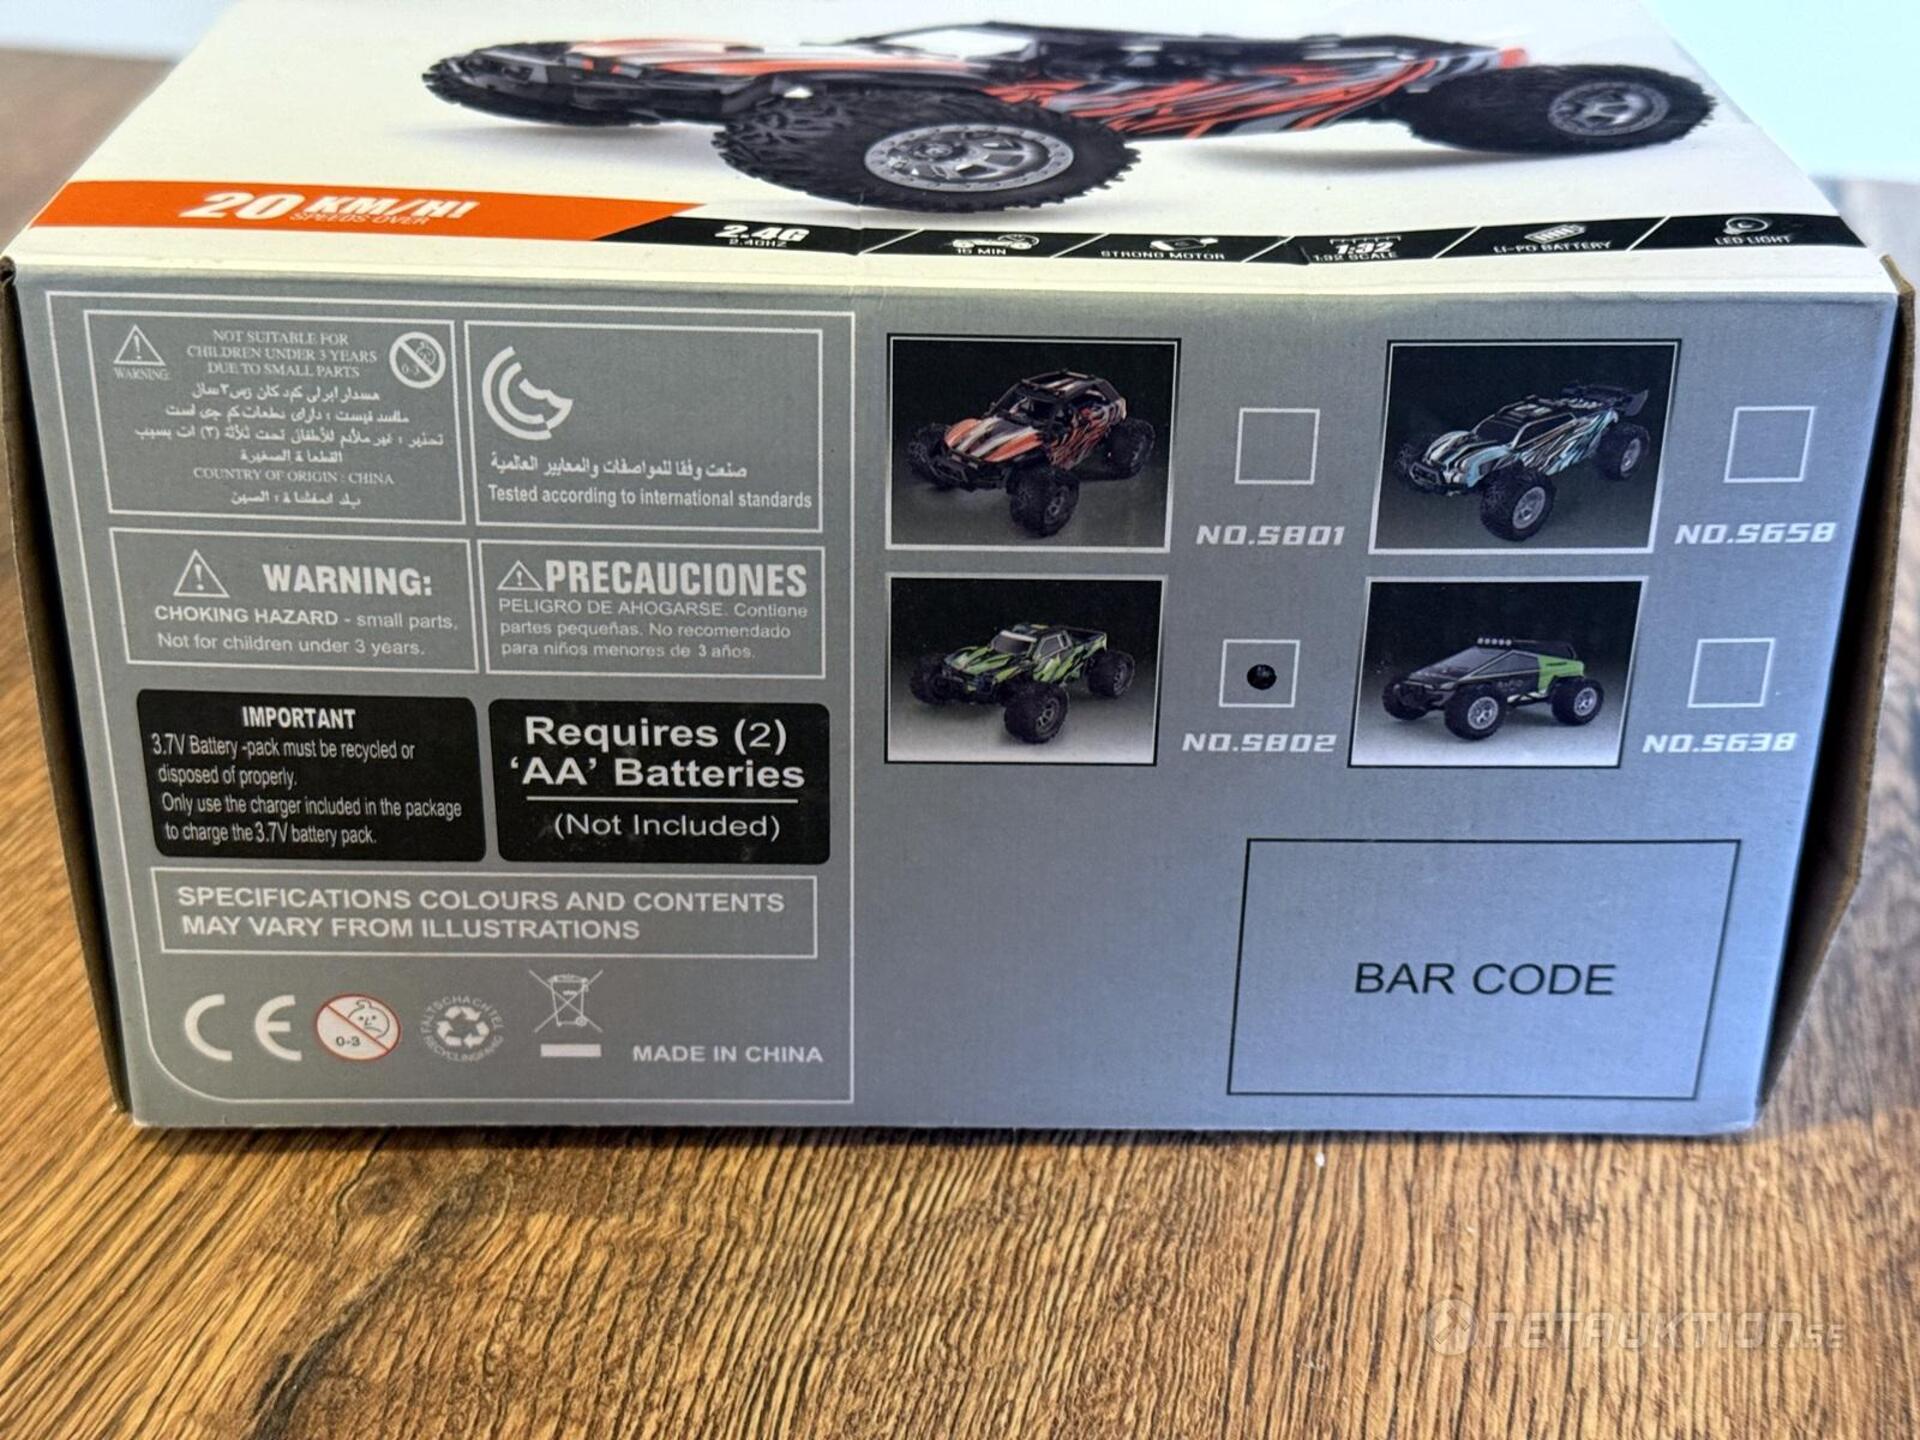 20 KM/H!
SPEEDS OVER
2.4G
2.4GHZ
15 MIN
STRONG MOTOR
1:32
1:32 SCALE
LI-PO BATTERY
LED LIGHT
WARNING
NOT SUITABLE FOR
CHILDREN UNDER 3 YEARS
DUE TO SMALL PARTS
0-3
COUNTRY OF ORIGIN : CHINA
صنعت وفقا للمواصفات والمعايير العالمية
Tested according to international standards
WARNING:
CHOKING HAZARD - small parts.
Not for children under 3 years.
PRECAUCIONES
PELIGRO DE AHOGARSE. Contiene
partes pequeñas. No recomendado
para niños menores de 3 años.
IMPORTANT
3.7V Battery -pack must be recycled or
disposed of properly.
Only use the charger included in the package
to charge the 3.7V battery pack.
Requires (2)
‘AA’ Batteries
(Not Included)
SPECIFICATIONS COLOURS AND CONTENTS
MAY VARY FROM ILLUSTRATIONS
CE
0-3
FALTSCHACHTEL
RECYCLINGFÄHIG
MADE IN CHINA
NO.S801
NO.S658
NO.S802
NO.S638
BAR CODE
NETAUKTION.SE